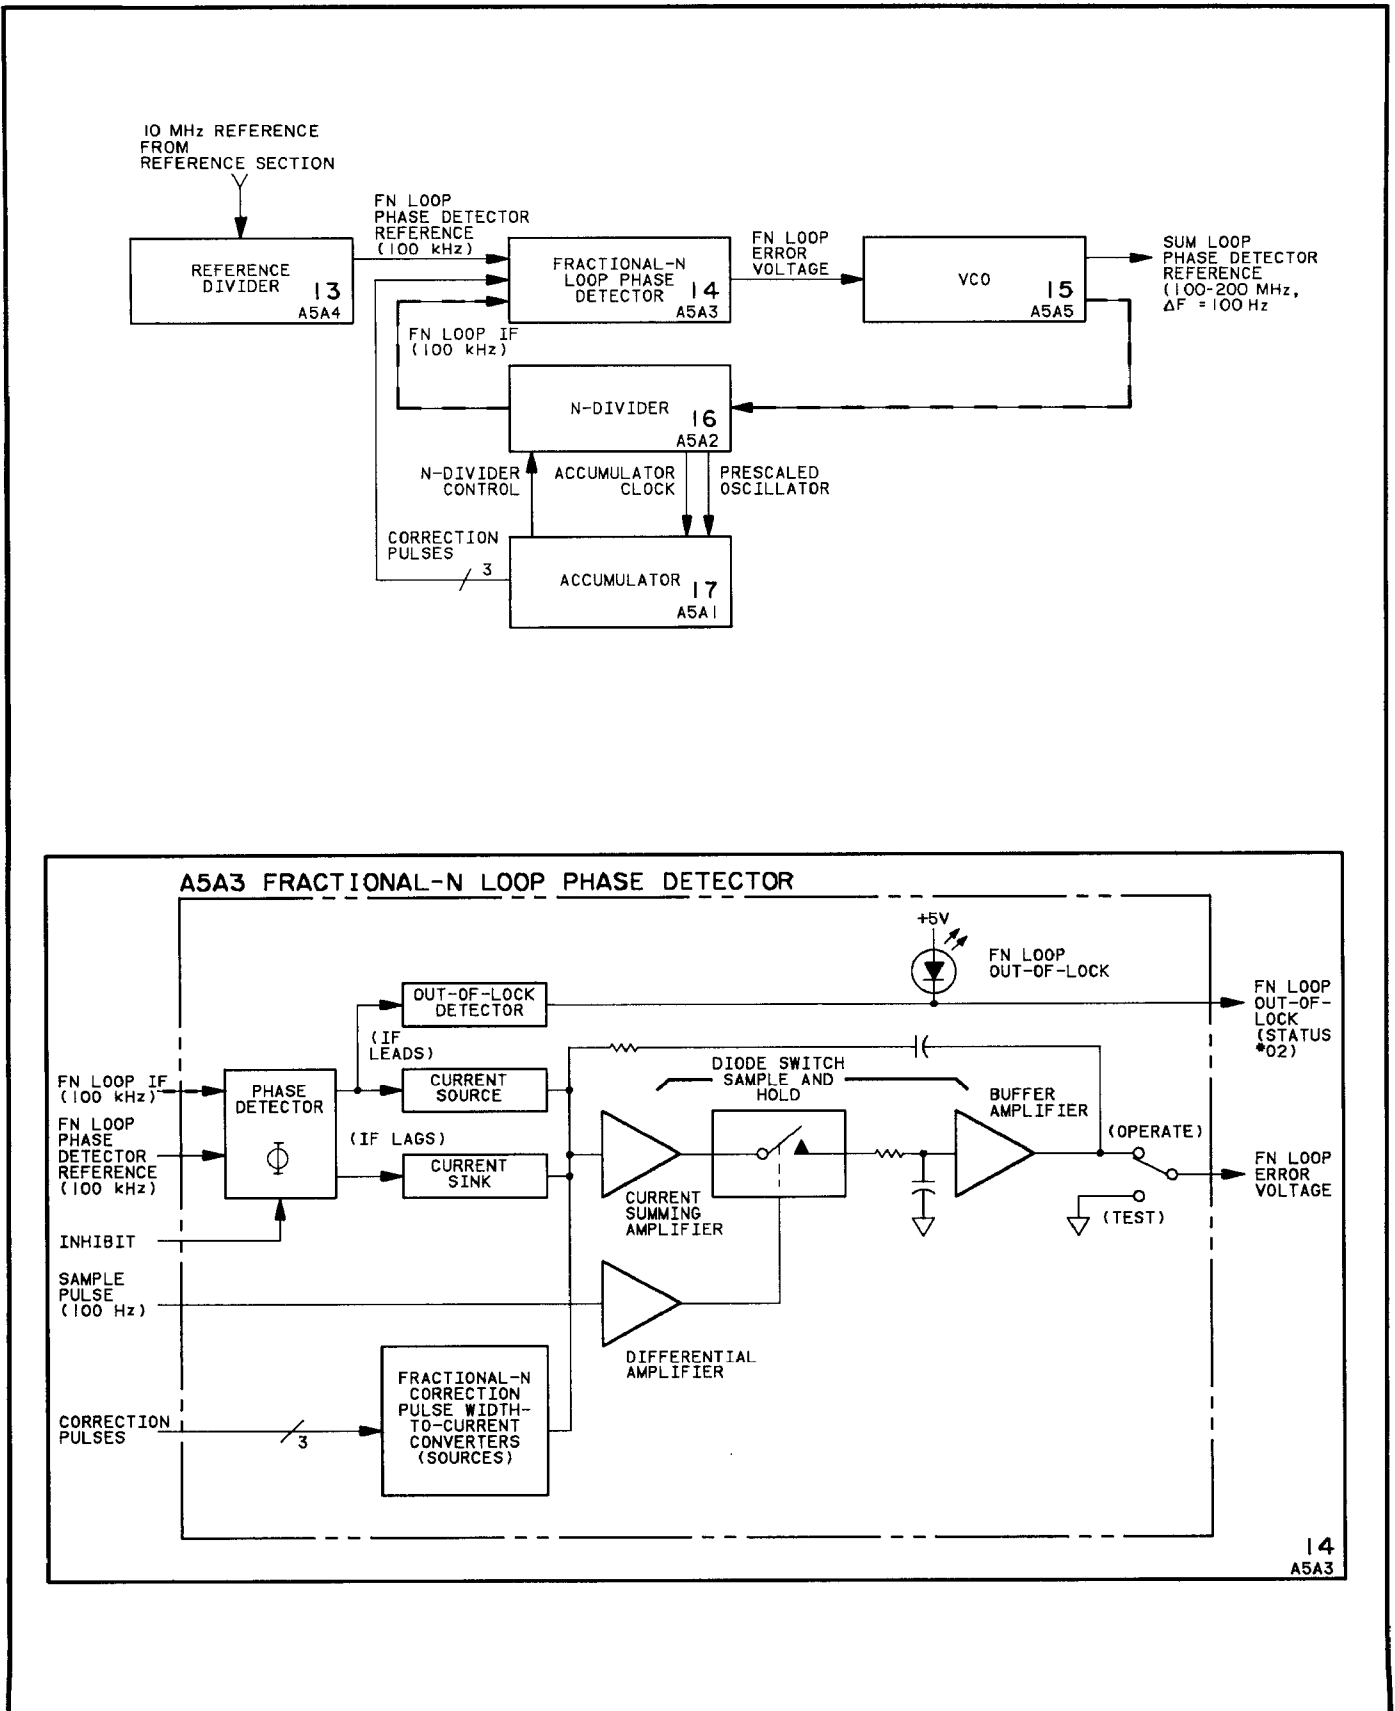 10 MHz REFERENCE
FROM
REFERENCE SECTION
REFERENCE
DIVIDER
13
A5A4
FN LOOP
PHASE DETECTOR
REFERENCE
(100 kHz)
FRACTIONAL-N
LOOP PHASE
DETECTOR
14
A5A3
FN LOOP
ERROR
VOLTAGE
VCO
15
A5A5
SUM LOOP
PHASE DETECTOR
REFERENCE
(100-200 MHz,
ΔF = 100 Hz
FN LOOP IF
(100 kHz)
N-DIVIDER
16
A5A2
N-DIVIDER
CONTROL
ACCUMULATOR
CLOCK
PRESCALED
OSCILLATOR
CORRECTION
PULSES
3
ACCUMULATOR
17
A5A1
A5A3 FRACTIONAL-N LOOP PHASE DETECTOR
+5V
FN LOOP
OUT-OF-LOCK
OUT-OF-LOCK
DETECTOR
FN LOOP
OUT-OF-
LOCK
(STATUS
#02)
(IF
LEADS)
FN LOOP IF
(100 kHz)
PHASE
DETECTOR
Φ
CURRENT
SOURCE
DIODE SWITCH
SAMPLE AND
HOLD
BUFFER
AMPLIFIER
FN LOOP
PHASE
DETECTOR
REFERENCE
(100 kHz)
(IF LAGS)
CURRENT
SINK
(OPERATE)
FN LOOP
ERROR
VOLTAGE
CURRENT
SUMMING
AMPLIFIER
(TEST)
INHIBIT
SAMPLE
PULSE
(100 Hz)
DIFFERENTIAL
AMPLIFIER
FRACTIONAL-N
CORRECTION
PULSE WIDTH-
TO-CURRENT
CONVERTERS
(SOURCES)
CORRECTION
PULSES
3
14
A5A3